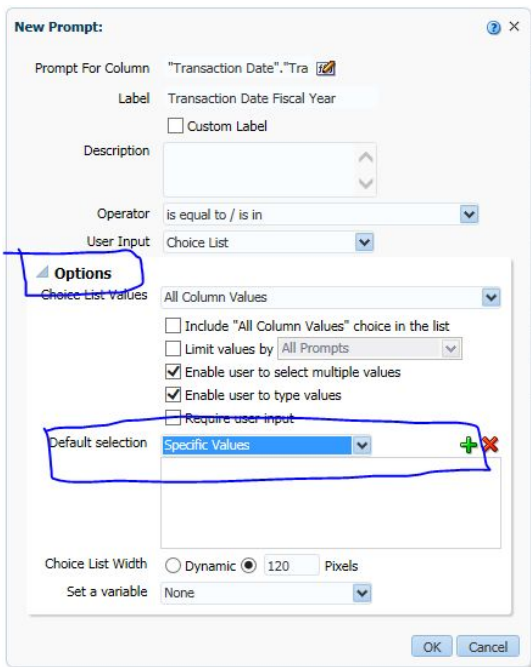 New Prompt:
Prompt For Column "Transaction Date"."Tra
Label Transaction Date Fiscal Year
Custom Label
Description
Operator is equal to / is in
User Input Choice List
Options
Choice List Values All Column Values
Include "All Column Values" choice in the list
Limit values by All Prompts
Enable user to select multiple values
Enable user to type values
Require user input
Default selection Specific Values
Choice List Width Dynamic 120 Pixels
Set a variable None
OK Cancel